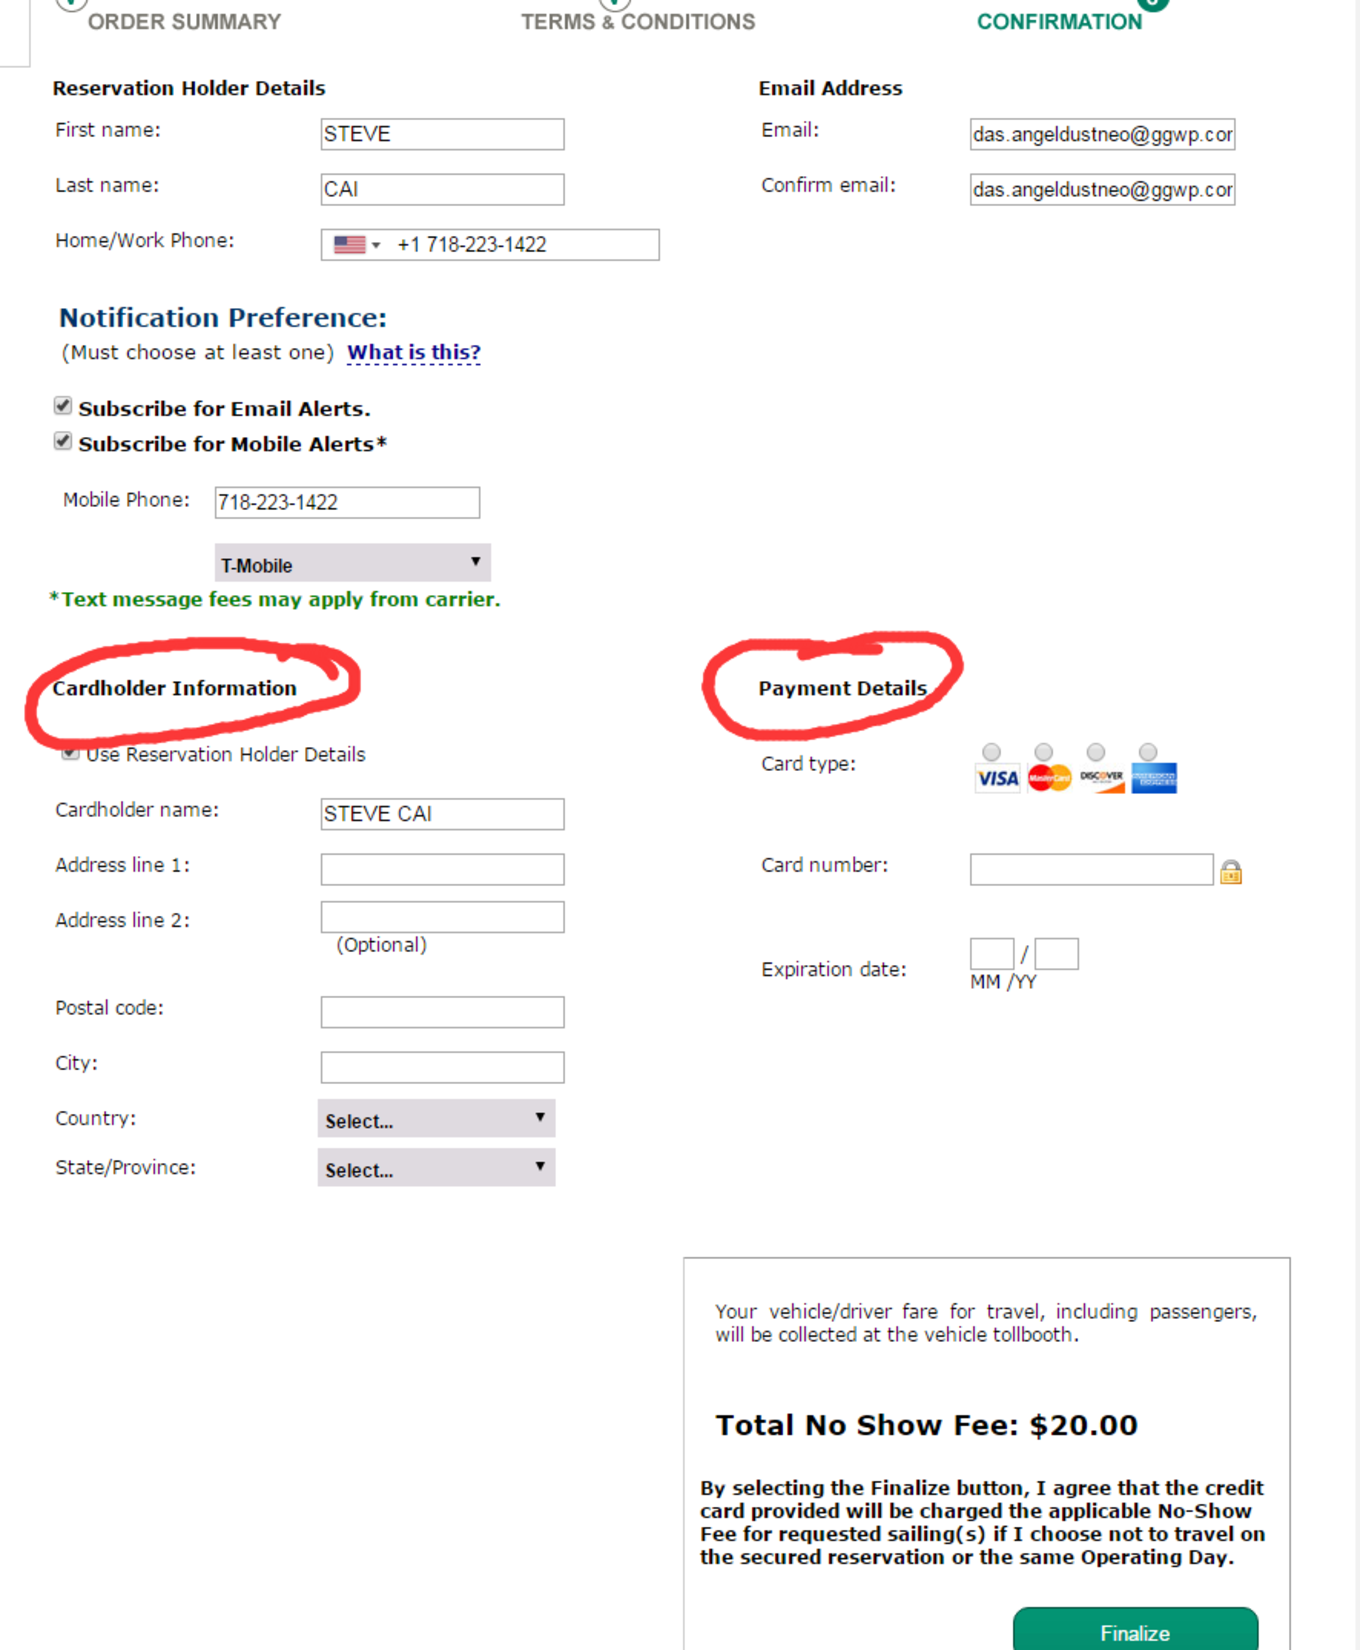 ORDER SUMMARY
TERMS & CONDITIONS
CONFIRMATION
Reservation Holder Details
First name:
STEVE
Last name:
CAI
Home/Work Phone:
+1 718-223-1422
Email Address
Email:
das.angeldustneo@ggwp.cor
Confirm email:
das.angeldustneo@ggwp.cor
Notification Preference:
(Must choose at least one) What is this?
Subscribe for Email Alerts.
Subscribe for Mobile Alerts*
Mobile Phone:
718-223-1422
T-Mobile
*Text message fees may apply from carrier.
Cardholder Information
Use Reservation Holder Details
Cardholder name:
STEVE CAI
Address line 1:
Address line 2:
(Optional)
Postal code:
City:
Country:
Select...
State/Province:
Select...
Payment Details
Card type:
VISA
MasterCard
DISCOVER
AMERICAN EXPRESS
Card number:
Expiration date:
/
MM /YY
Your vehicle/driver fare for travel, including passengers,
will be collected at the vehicle tollbooth.
Total No Show Fee: $20.00
By selecting the Finalize button, I agree that the credit
card provided will be charged the applicable No-Show
Fee for requested sailing(s) if I choose not to travel on
the secured reservation or the same Operating Day.
Finalize